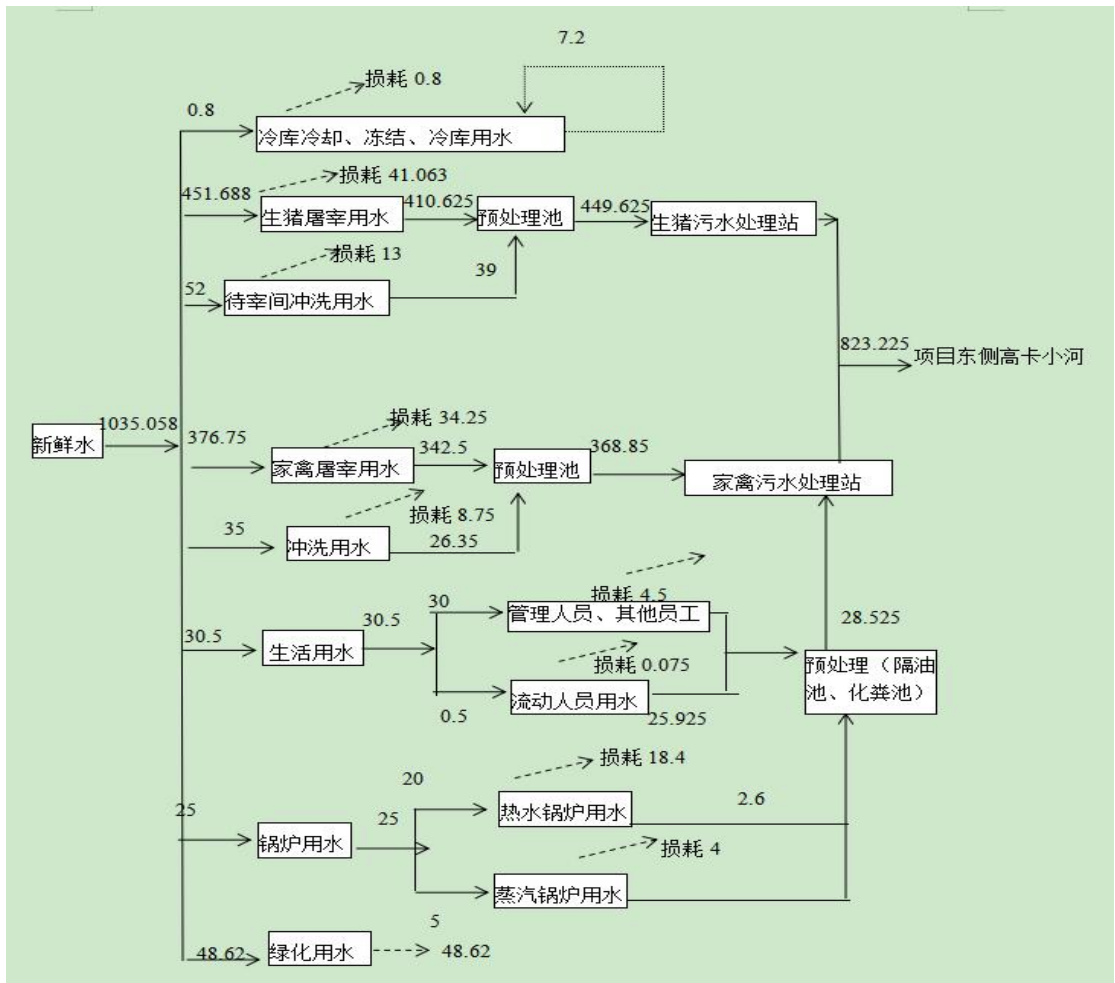 7.2
损耗 0.8
0.8
冷库冷却、冻结、冷库用水
损耗 41.063
451.688
生猪屠宰用水
410.625
预处理池
449.625
生猪污水处理站
损耗 13
39
52
待宰间冲洗用水
823.225
项目东侧高卡小河
新鲜水
1035.058
损耗 34.25
376.75
家禽屠宰用水
342.5
预处理池
368.85
家禽污水处理站
损耗 8.75
35
冲洗用水
26.35
损耗 4.5
30
管理人员、其他员工
30.5
生活用水
30.5
28.525
损耗 0.075
预处理（隔油
池、化粪池）
0.5
流动人员用水
25.925
损耗 18.4
20
热水锅炉用水
2.6
25
锅炉用水
25
损耗 4
蒸汽锅炉用水
5
48.62
绿化用水
48.62